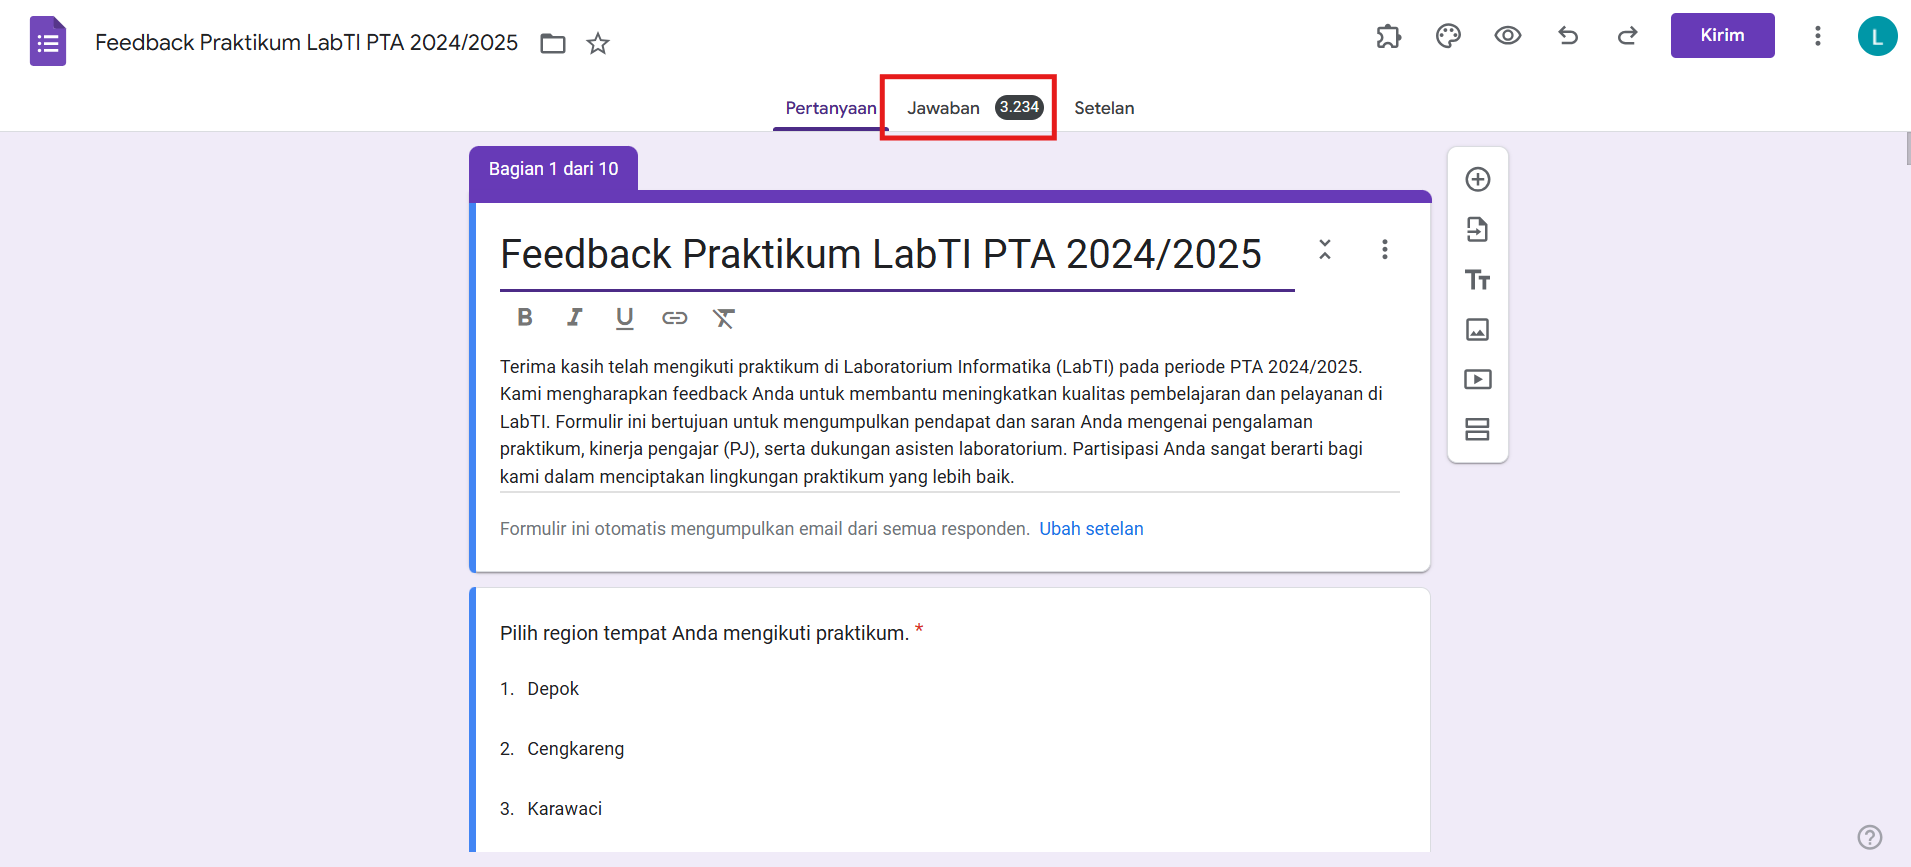 Feedback Praktikum LabTI PTA 2024/2025
Kirim
L
Pertanyaan
Jawaban 3.234
Setelan
Bagian 1 dari 10
Feedback Praktikum LabTI PTA 2024/2025
B I U
Terima kasih telah mengikuti praktikum di Laboratorium Informatika (LabTI) pada periode PTA 2024/2025.
Kami mengharapkan feedback Anda untuk membantu meningkatkan kualitas pembelajaran dan pelayanan di
LabTI. Formulir ini bertujuan untuk mengumpulkan pendapat dan saran Anda mengenai pengalaman
praktikum, kinerja pengajar (PJ), serta dukungan asisten laboratorium. Partisipasi Anda sangat berarti bagi
kami dalam menciptakan lingkungan praktikum yang lebih baik.
Formulir ini otomatis mengumpulkan email dari semua responden. Ubah setelan
Pilih region tempat Anda mengikuti praktikum. *
1. Depok
2. Cengkareng
3. Karawaci